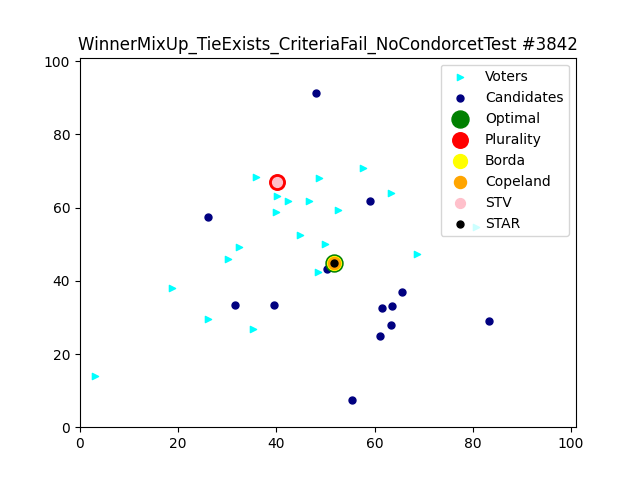 WinnerMixUp_TieExists_CriteriaFail_NoCondorcetTest #3842
100
80
60
40
20
0
0 20 40 60 80 100
Voters
Candidates
Optimal
Plurality
Borda
Copeland
STV
STAR